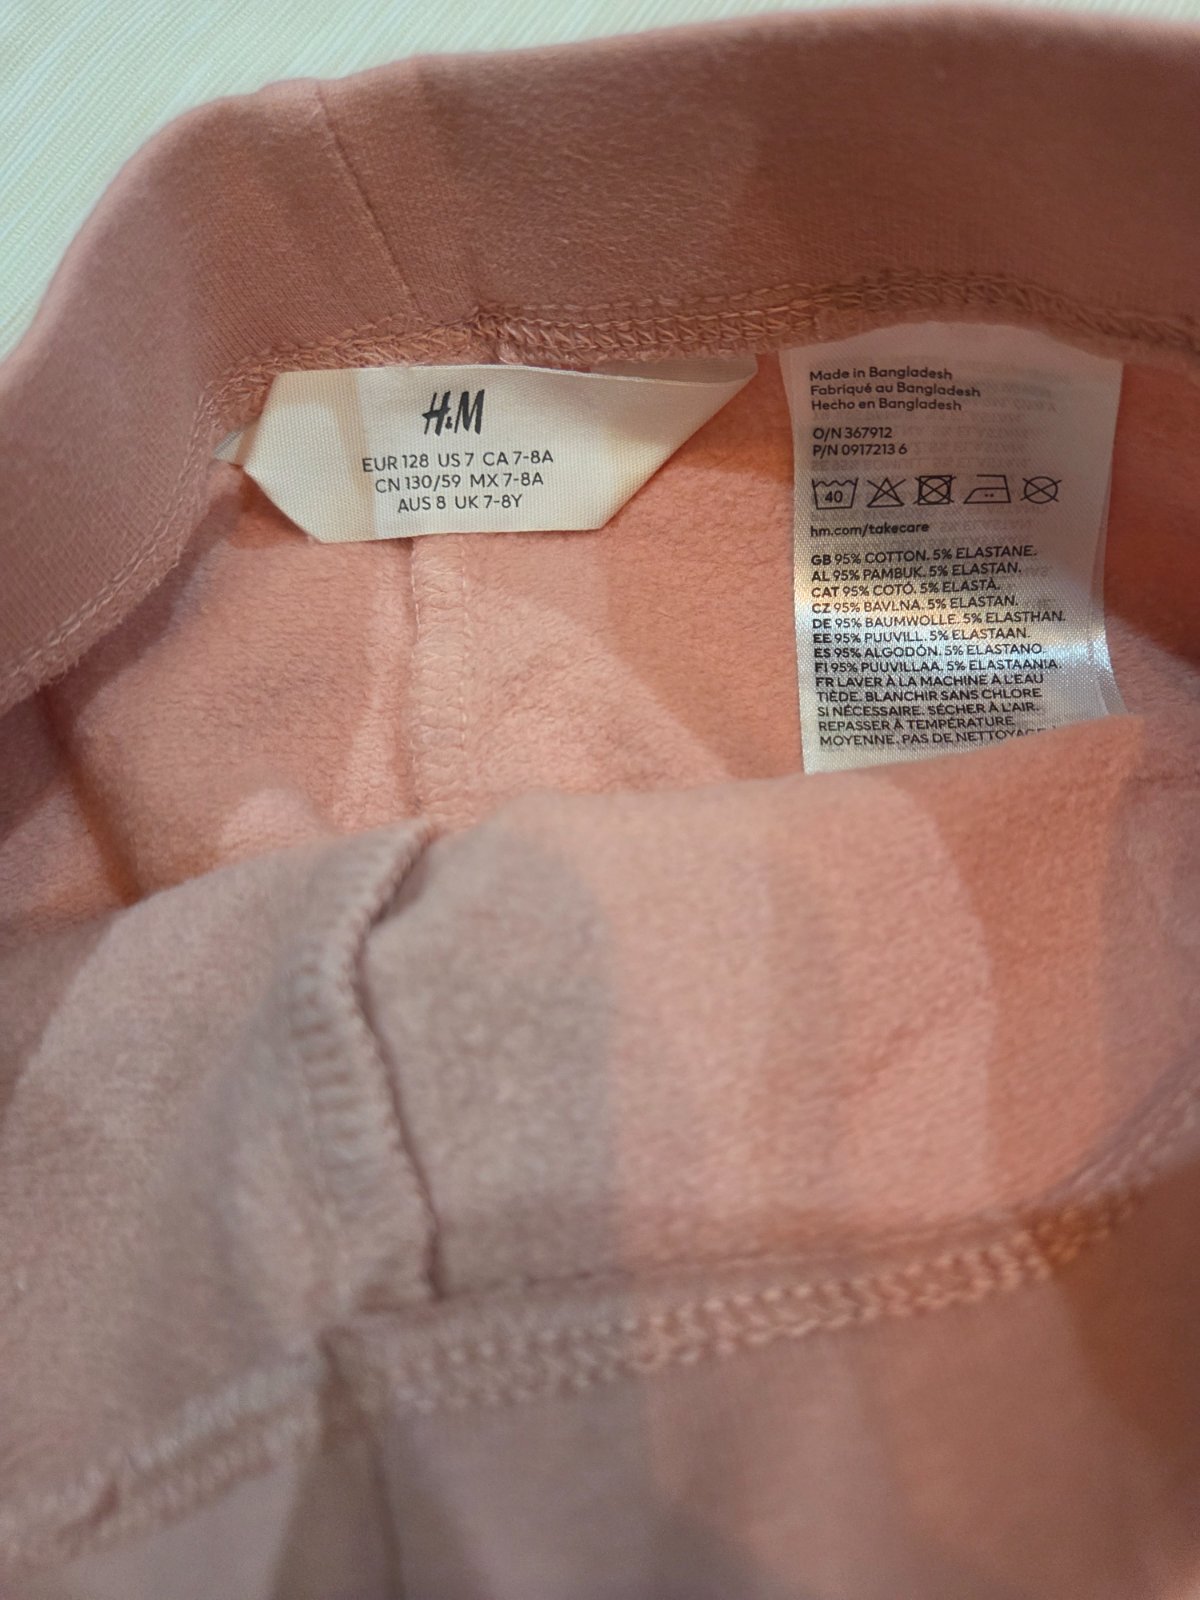 H&M
EUR 128 US 7 CA 7-8A
CN 130/59 MX 7-8A
AUS 8 UK 7-8Y
Made in Bangladesh
Fabriqué au Bangladesh
Hecho en Bangladesh
O/N 367912
P/N 0917213 6
40
hm.com/takecare
GB 95% COTTON. 5% ELASTANE.
AL 95% PAMBUK. 5% ELASTAN.
CAT 95% COTÓ. 5% ELASTÀ.
CZ 95% BAVLNA. 5% ELASTAN.
DE 95% BAUMWOLLE. 5% ELASTHAN.
EE 95% PUUVILL. 5% ELASTAAN.
ES 95% ALGODÓN. 5% ELASTANO.
FI 95% PUUVILLAA. 5% ELASTAANIA.
FR LAVER À LA MACHINE À L'EAU
TIÈDE. BLANCHIR SANS CHLORE
SI NÉCESSAIRE. SÉCHER À L'AIR.
REPASSER À TEMPÉRATURE
MOYENNE. PAS DE NETTOYAGE